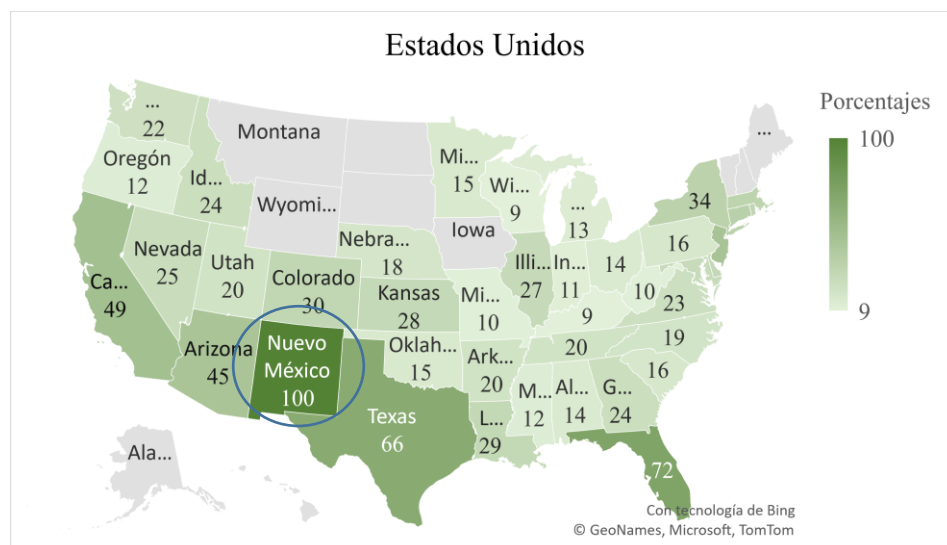 Estados Unidos
Porcentajes
100
9
...
22
Montana
...
Oregón
12
Id...
24
Wyomi...
Mi...
15
Wi...
9
...
13
34
Iowa
Nevada
25
Utah
20
Colorado
30
Nebra...
18
Kansas
28
Illi...
27
In...
11
14
16
10
23
Ca...
49
Mi...
10
9
19
Arizona
45
Nuevo
México
100
Oklah...
15
Ark...
20
20
16
Texas
66
L...
29
M...
12
Al...
14
G...
24
72
Ala...
Con tecnología de Bing
© GeoNames, Microsoft, TomTom